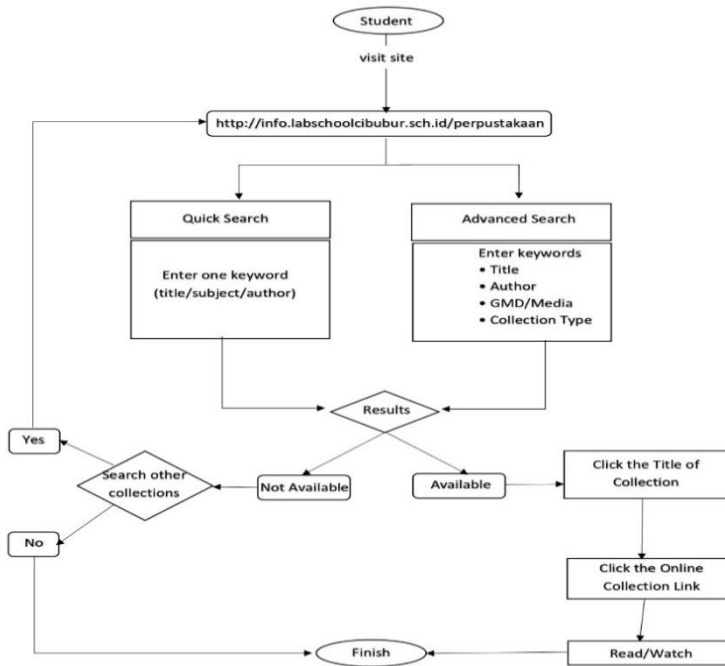 Student
visit site
http://info.labschoolcibubur.sch.id/perpustakaan
Quick Search
Enter one keyword
(title/subject/author)
Advanced Search
Enter keywords
• Title
• Author
• GMD/Media
• Collection Type
Results
Yes
Search other
collections
Not Available
Available
Click the Title of
Collection
No
Click the Online
Collection Link
Finish
Read/Watch